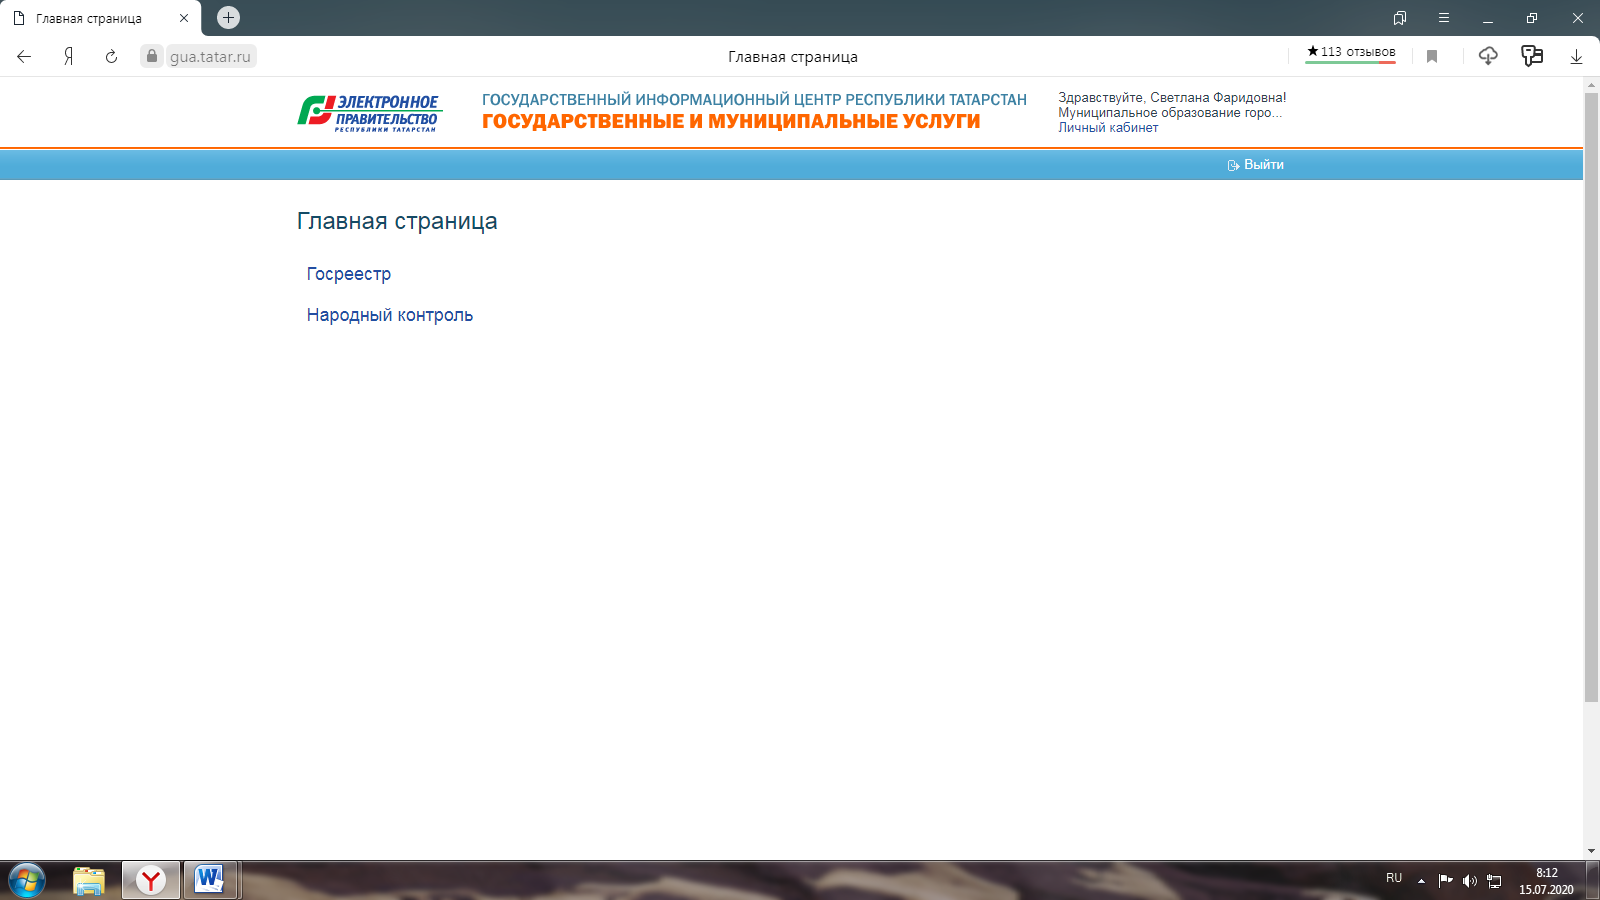 Главная страница
gua.tatar.ru
Главная страница
★113 отзывов
ЭЛЕКТРОННОЕ
ПРАВИТЕЛЬСТВО
РЕСПУБЛИКИ ТАТАРСТАН
ГОСУДАРСТВЕННЫЙ ИНФОРМАЦИОННЫЙ ЦЕНТР РЕСПУБЛИКИ ТАТАРСТАН
ГОСУДАРСТВЕННЫЕ И МУНИЦИПАЛЬНЫЕ УСЛУГИ
Здравствуйте, Светлана Фаридовна!
Муниципальное образование горо...
Личный кабинет
Выйти
Главная страница
Госреестр
Народный контроль
RU
8:12
15.07.2020